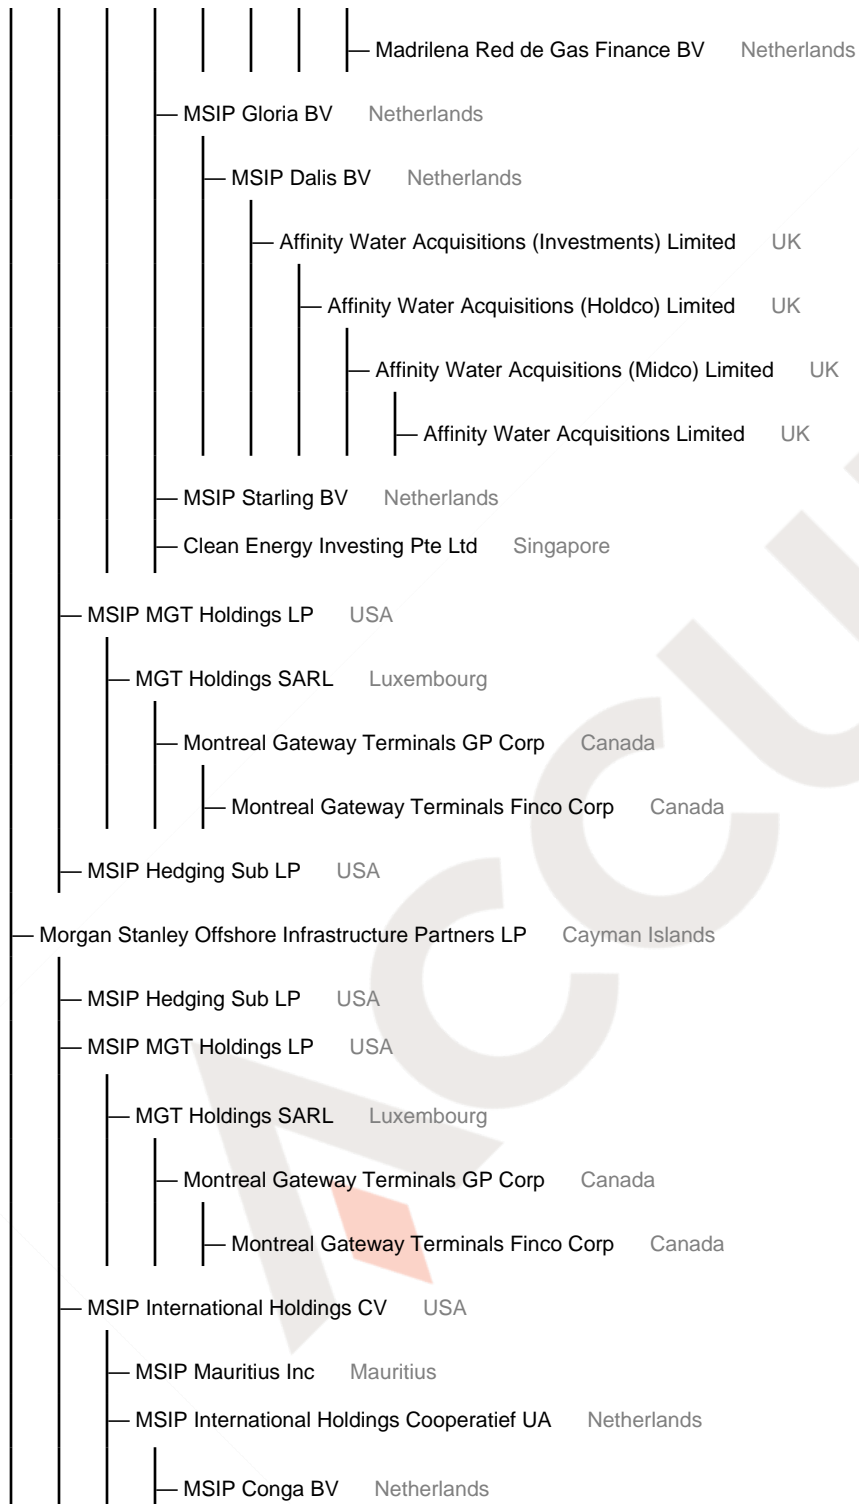 Madrilena Red de Gas Finance BV Netherlands
MSIP Gloria BV Netherlands
MSIP Dalis BV Netherlands
Affinity Water Acquisitions (Investments) Limited UK
Affinity Water Acquisitions (Holdco) Limited UK
Affinity Water Acquisitions (Midco) Limited UK
Affinity Water Acquisitions Limited UK
MSIP Starling BV Netherlands
Clean Energy Investing Pte Ltd Singapore
MSIP MGT Holdings LP USA
MGT Holdings SARL Luxembourg
Montreal Gateway Terminals GP Corp Canada
Montreal Gateway Terminals Finco Corp Canada
MSIP Hedging Sub LP USA
Morgan Stanley Offshore Infrastructure Partners LP Cayman Islands
MSIP Hedging Sub LP USA
MSIP MGT Holdings LP USA
MGT Holdings SARL Luxembourg
Montreal Gateway Terminals GP Corp Canada
Montreal Gateway Terminals Finco Corp Canada
MSIP International Holdings CV USA
MSIP Mauritius Inc Mauritius
MSIP International Holdings Cooperatief UA Netherlands
MSIP Conga BV Netherlands
ACCU